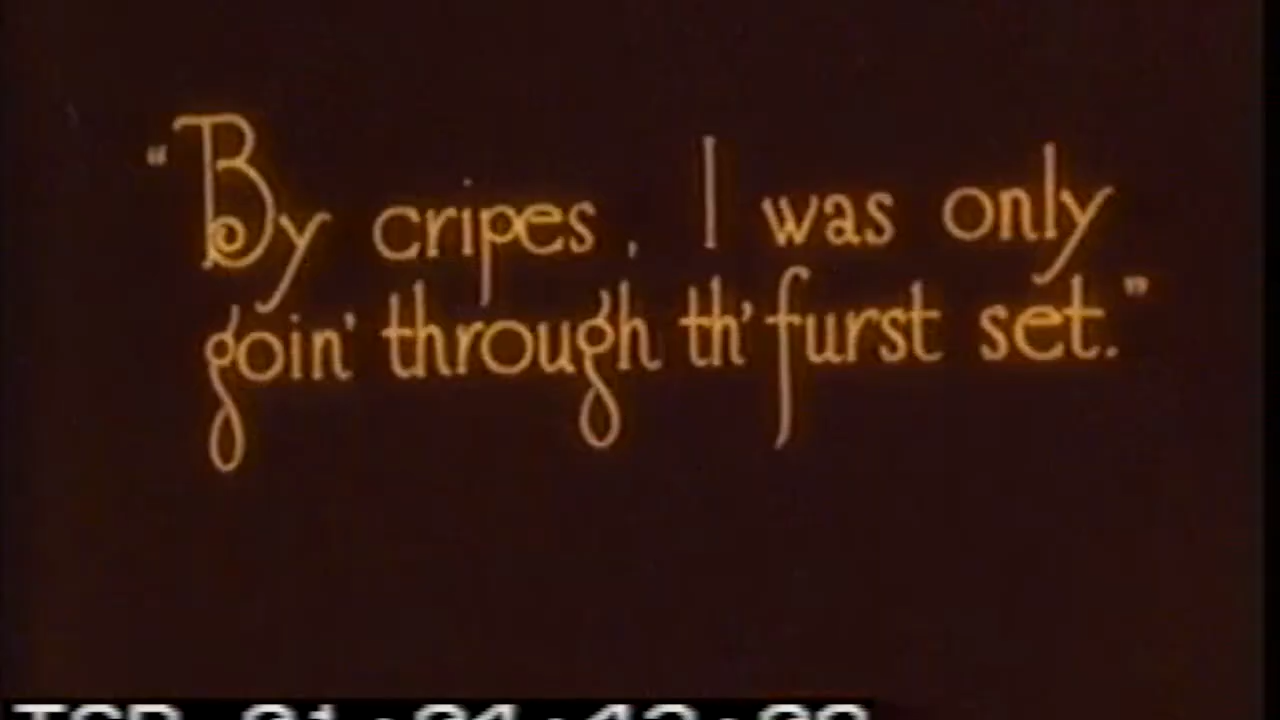 “By cripes, I was only
goin' through th' furst set.”